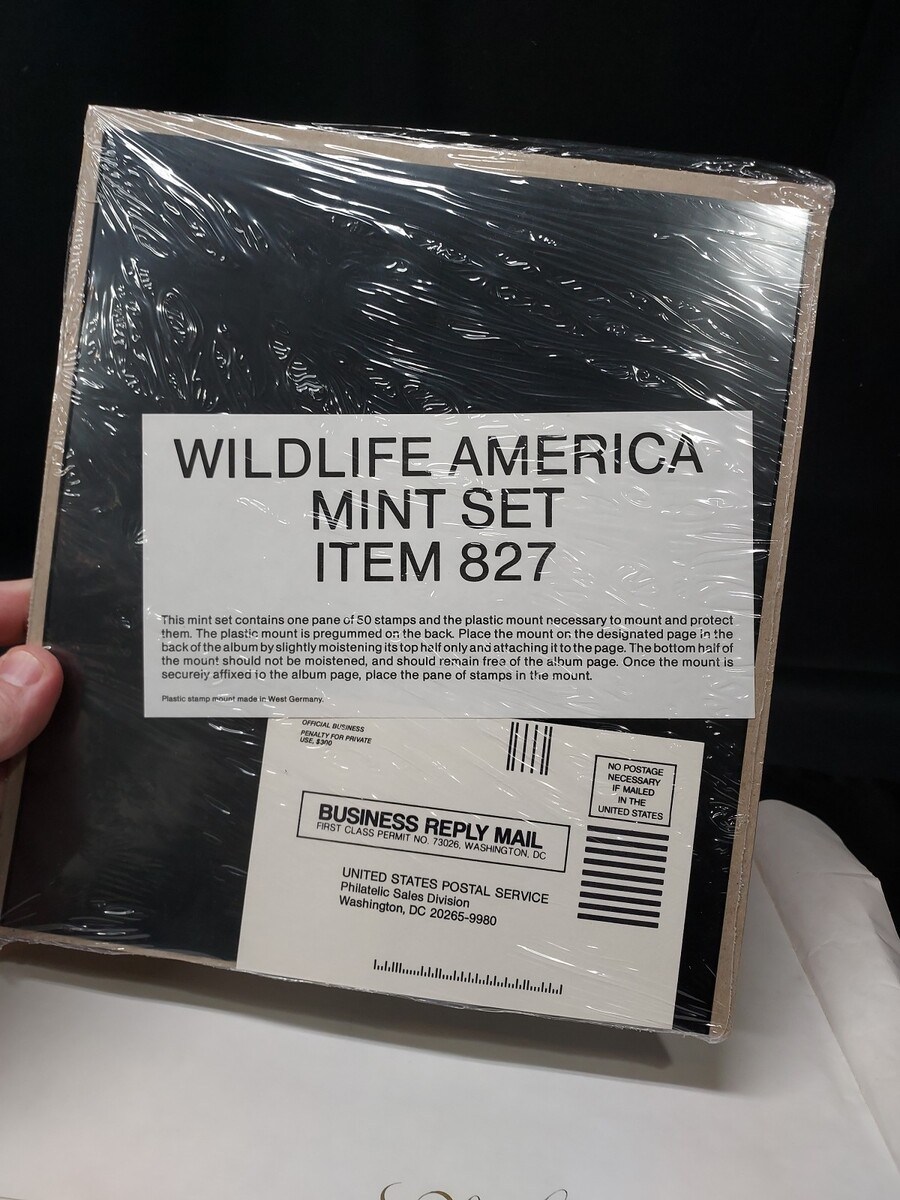 WILDLIFE AMERICA
MINT SET
ITEM 827
This mint set contains one pane of 50 stamps and the plastic mount necessary to mount and protect
them. The plastic mount is pregummed on the back. Place the mount on the designated page in the
back of the album by slightly moistening its top half only and attaching it to the page. The bottom half of
the mount should not be moistened, and should remain free of the album page. Once the mount is
securely affixed to the album page, place the pane of stamps in the mount.
Plastic stamp mount made in West Germany.
OFFICIAL BUSINESS
PENALTY FOR PRIVATE
USE, $300
NO POSTAGE
NECESSARY
IF MAILED
IN THE
UNITED STATES
BUSINESS REPLY MAIL
FIRST CLASS PERMIT NO. 73026, WASHINGTON, DC
UNITED STATES POSTAL SERVICE
Philatelic Sales Division
Washington, DC 20265-9980